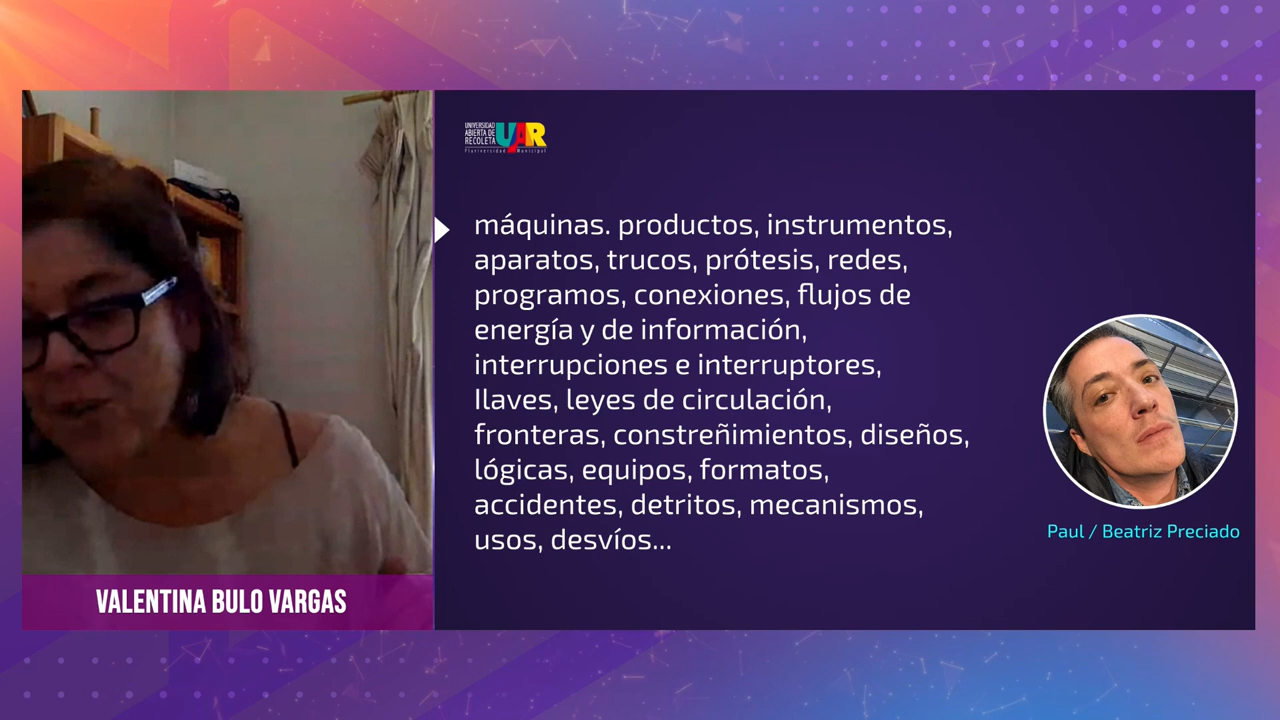 UNIVERSIDAD
ABIERTA DE
RECOLETA
UAR
Pluriversidad Municipal
máquinas. productos, instrumentos,
aparatos, trucos, prótesis, redes,
programos, conexiones, flujos de
energía y de información,
interrupciones e interruptores,
llaves, leyes de circulación,
fronteras, constreñimientos, diseños,
lógicas, equipos, formatos,
accidentes, detritos, mecanismos,
usos, desvíos...
Paul / Beatriz Preciado
VALENTINA BULO VARGAS